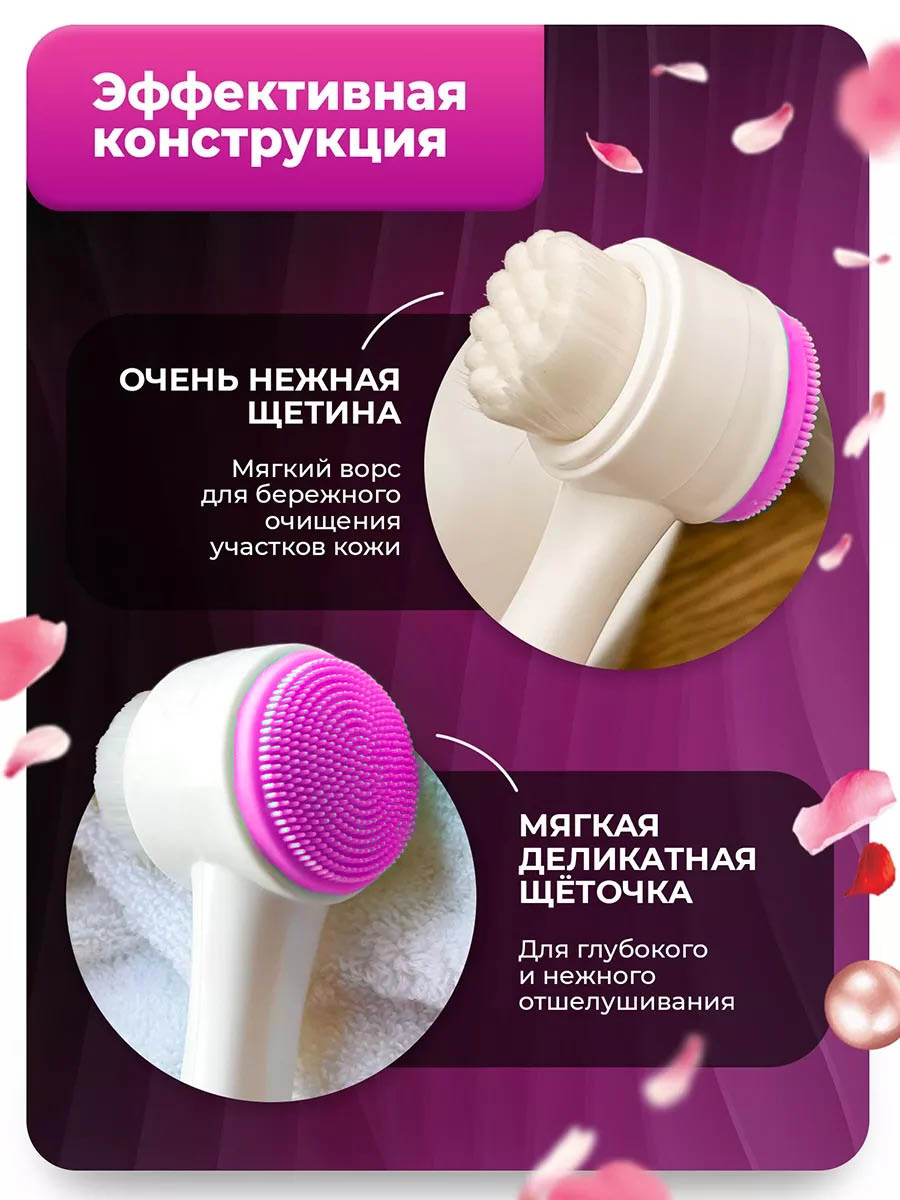 Эффективная
конструкция
ОЧЕНЬ НЕЖНАЯ
ЩЕТИНА
Мягкий ворс
для бережного
очищения
участков кожи
МЯГКАЯ
ДЕЛИКАТНАЯ
ЩЁТОЧКА
Для глубокого
и нежного
отшелушивания